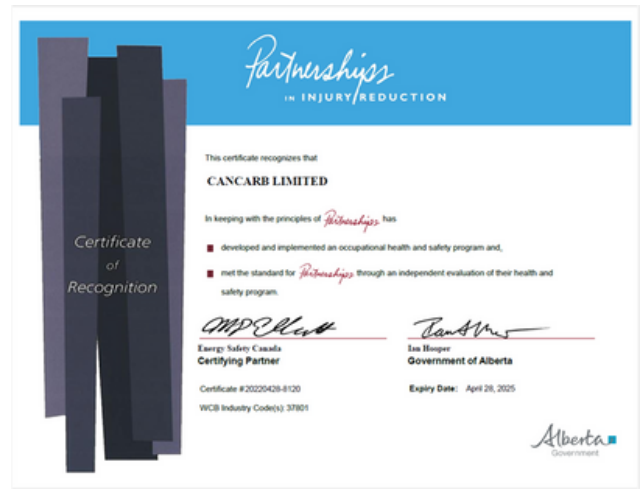 Partnerships
IN INJURY REDUCTION
Certificate
of
Recognition
This certificate recognizes that
CANCARB LIMITED
In keeping with the principles of Partnerships has
developed and implemented an occupational health and safety program and,
met the standard for Partnerships through an independent evaluation of their health and
safety program.
Energy Safety Canada
Certifying Partner
Ian Hooper
Government of Alberta
Certificate #20220428-8120
Expiry Date: April 28, 2025
WCB Industry Code(s): 37801
Alberta
Government